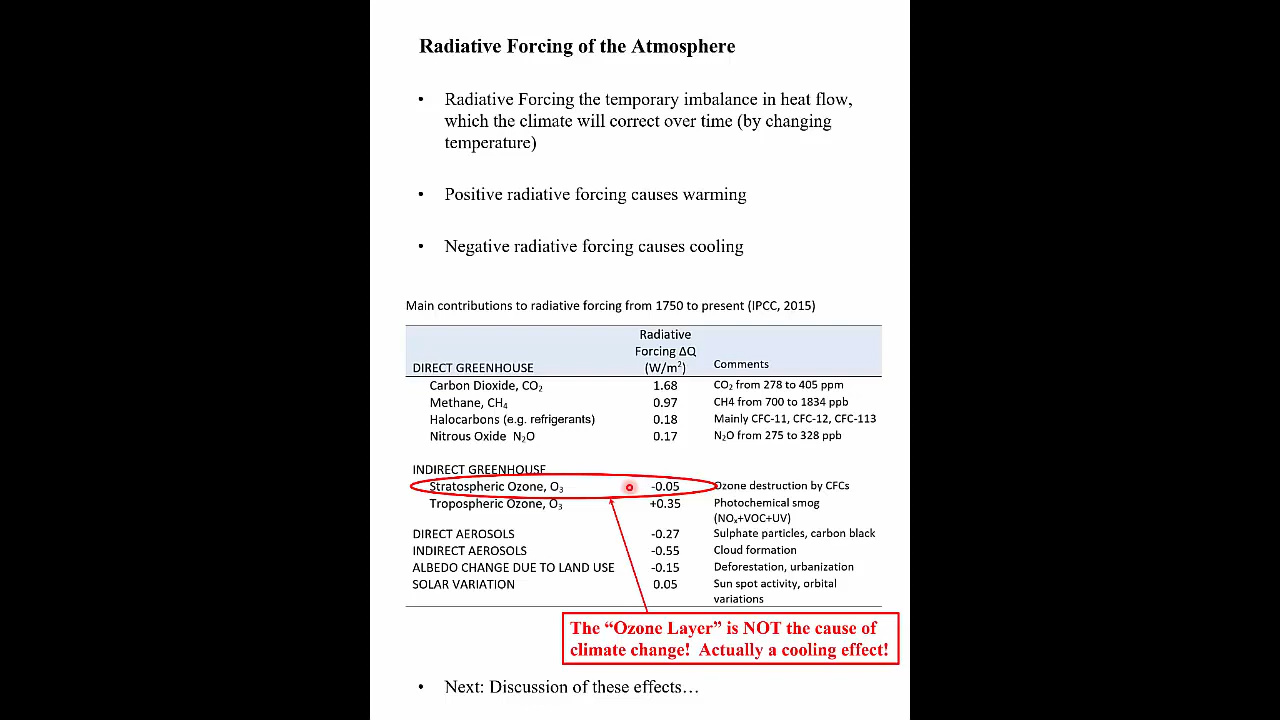 Radiative Forcing of the Atmosphere
• Radiative Forcing the temporary imbalance in heat flow,
which the climate will correct over time (by changing
temperature)
• Positive radiative forcing causes warming
• Negative radiative forcing causes cooling
Main contributions to radiative forcing from 1750 to present (IPCC, 2015)
DIRECT GREENHOUSE Radiative Forcing ΔQ (W/m²) Comments
Carbon Dioxide, CO₂ 1.68 CO₂ from 278 to 405 ppm
Methane, CH₄ 0.97 CH4 from 700 to 1834 ppb
Halocarbons (e.g. refrigerants) 0.18 Mainly CFC-11, CFC-12, CFC-113
Nitrous Oxide N₂O 0.17 N₂O from 275 to 328 ppb
INDIRECT GREENHOUSE
Stratospheric Ozone, O₃ -0.05 Ozone destruction by CFCs
Tropospheric Ozone, O₃ +0.35 Photochemical smog
(NOₓ+VOC+UV)
DIRECT AEROSOLS -0.27 Sulphate particles, carbon black
INDIRECT AEROSOLS -0.55 Cloud formation
ALBEDO CHANGE DUE TO LAND USE -0.15 Deforestation, urbanization
SOLAR VARIATION 0.05 Sun spot activity, orbital
variations
The “Ozone Layer” is NOT the cause of
climate change! Actually a cooling effect!
• Next: Discussion of these effects…